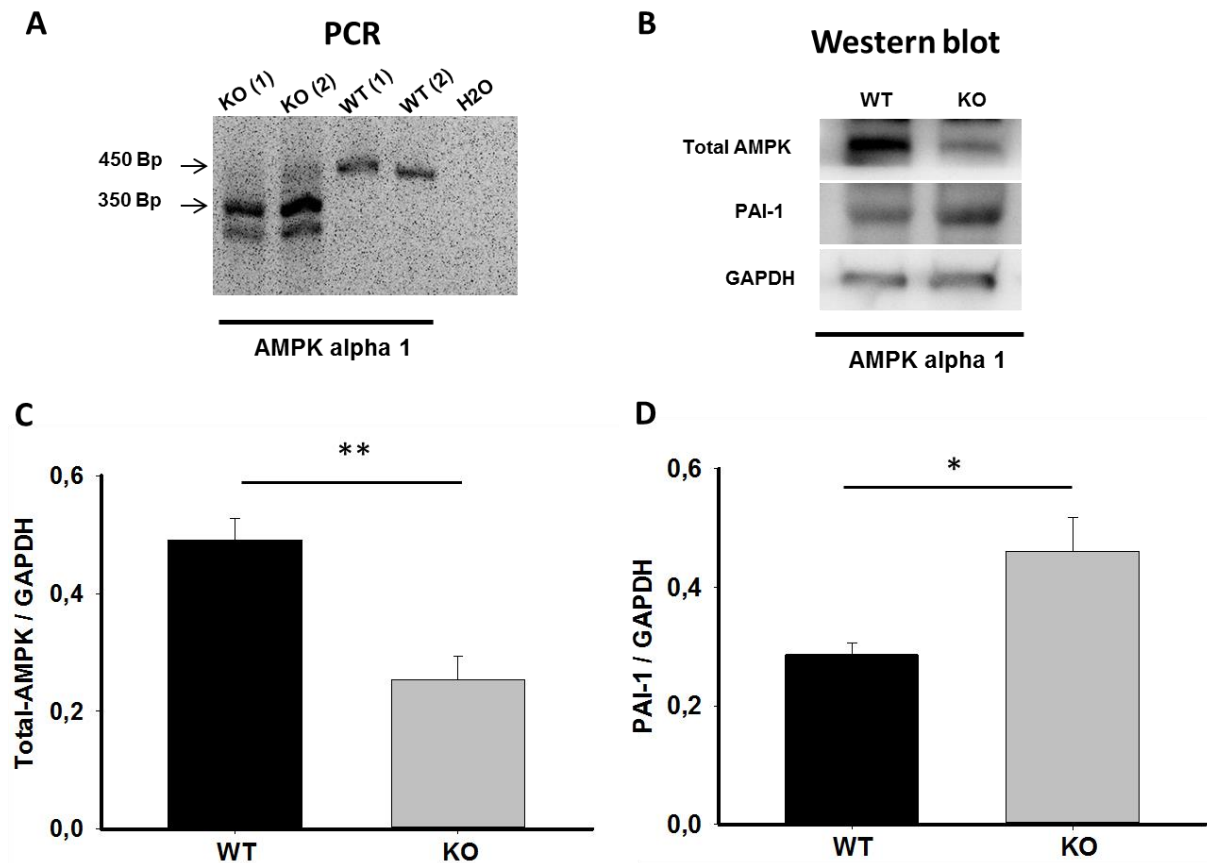 A
PCR
KO (1) KO (2) WT (1) WT (2) H2O
450 Bp
350 Bp
AMPK alpha 1
B
Western blot
WT KO
Total AMPK
PAI-1
GAPDH
AMPK alpha 1
C
**
Total-AMPK / GAPDH
0,6
0,4
0,2
0,0
WT KO
D
*
PAI-1 / GAPDH
0,6
0,4
0,2
0,0
WT KO